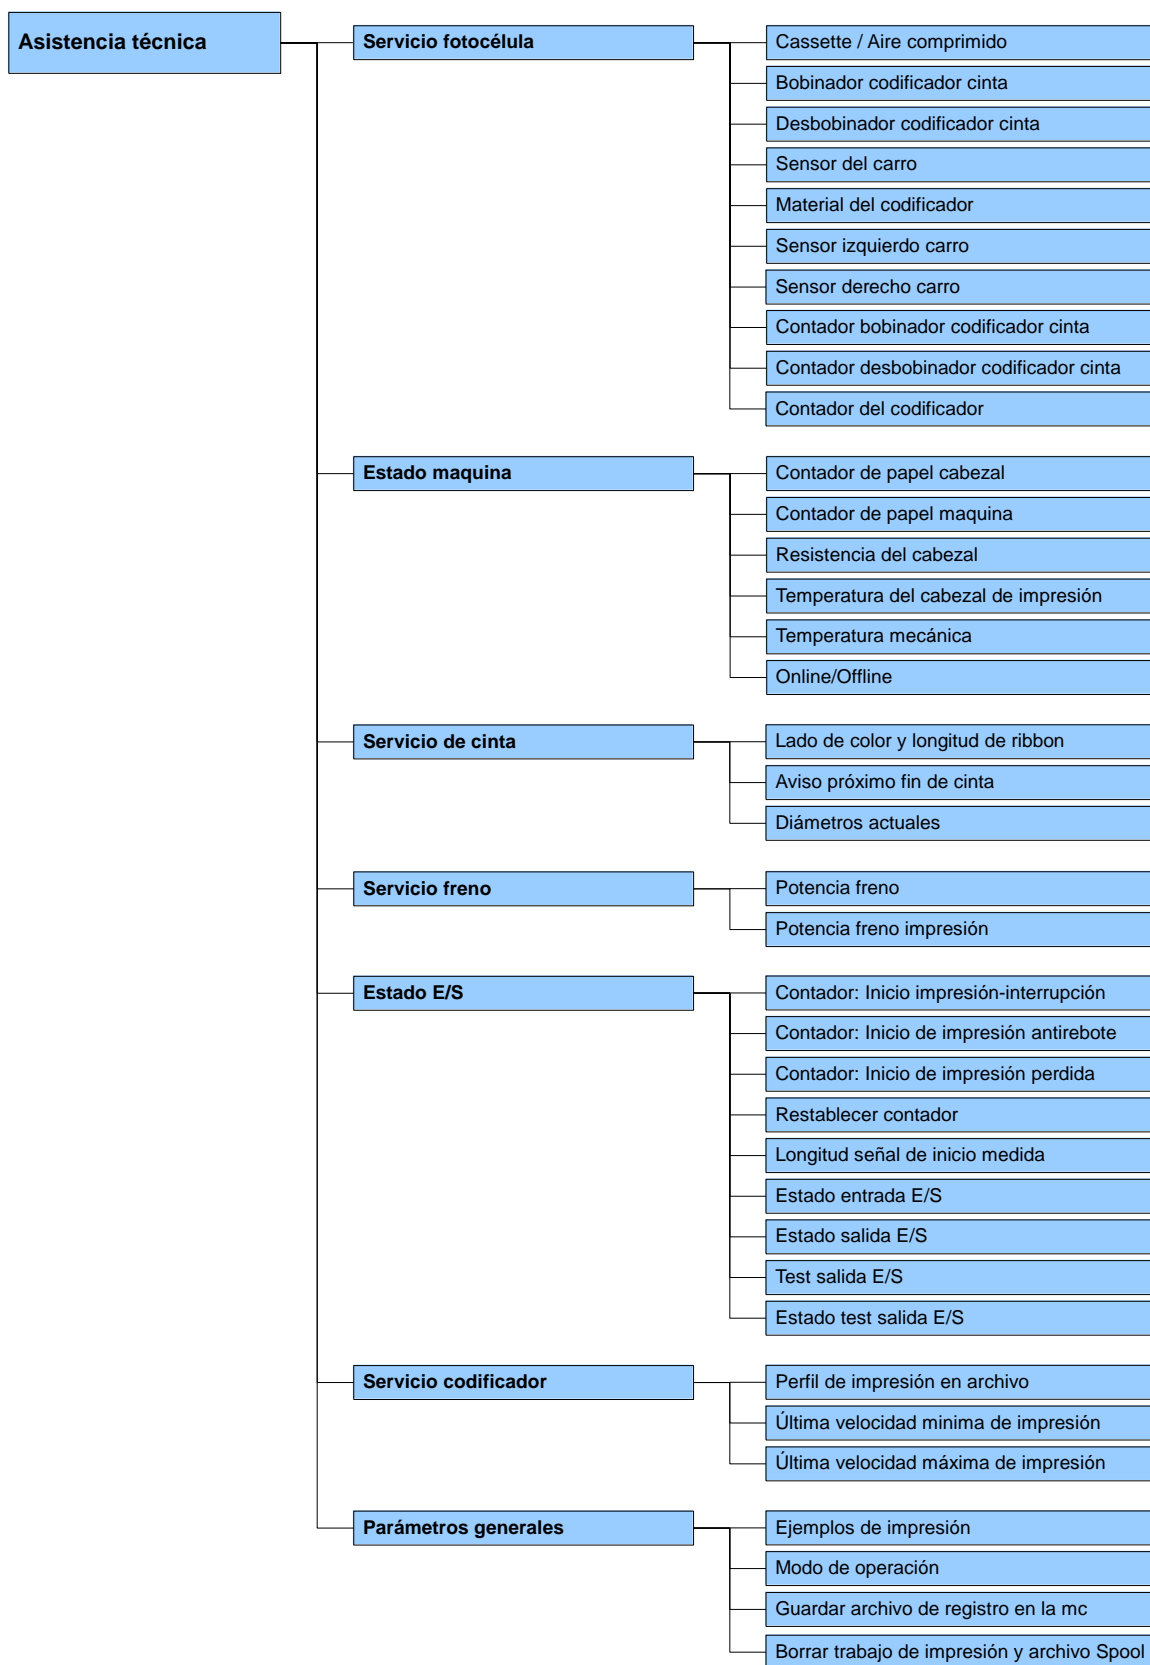 Asistencia técnica
Servicio fotocélula
Cassette / Aire comprimido
Bobinador codificador cinta
Desbobinador codificador cinta
Sensor del carro
Material del codificador
Sensor izquierdo carro
Sensor derecho carro
Contador bobinador codificador cinta
Contador desbobinador codificador cinta
Contador del codificador
Estado maquina
Contador de papel cabezal
Contador de papel maquina
Resistencia del cabezal
Temperatura del cabezal de impresión
Temperatura mecánica
Online/Offline
Servicio de cinta
Lado de color y longitud de ribbon
Aviso próximo fin de cinta
Diámetros actuales
Servicio freno
Potencia freno
Potencia freno impresión
Estado E/S
Contador: Inicio impresión-interrupción
Contador: Inicio de impresión antirebote
Contador: Inicio de impresión perdida
Restablecer contador
Longitud señal de inicio medida
Estado entrada E/S
Estado salida E/S
Test salida E/S
Estado test salida E/S
Servicio codificador
Perfil de impresión en archivo
Última velocidad minima de impresión
Última velocidad máxima de impresión
Parámetros generales
Ejemplos de impresión
Modo de operación
Guardar archivo de registro en la mc
Borrar trabajo de impresión y archivo Spool